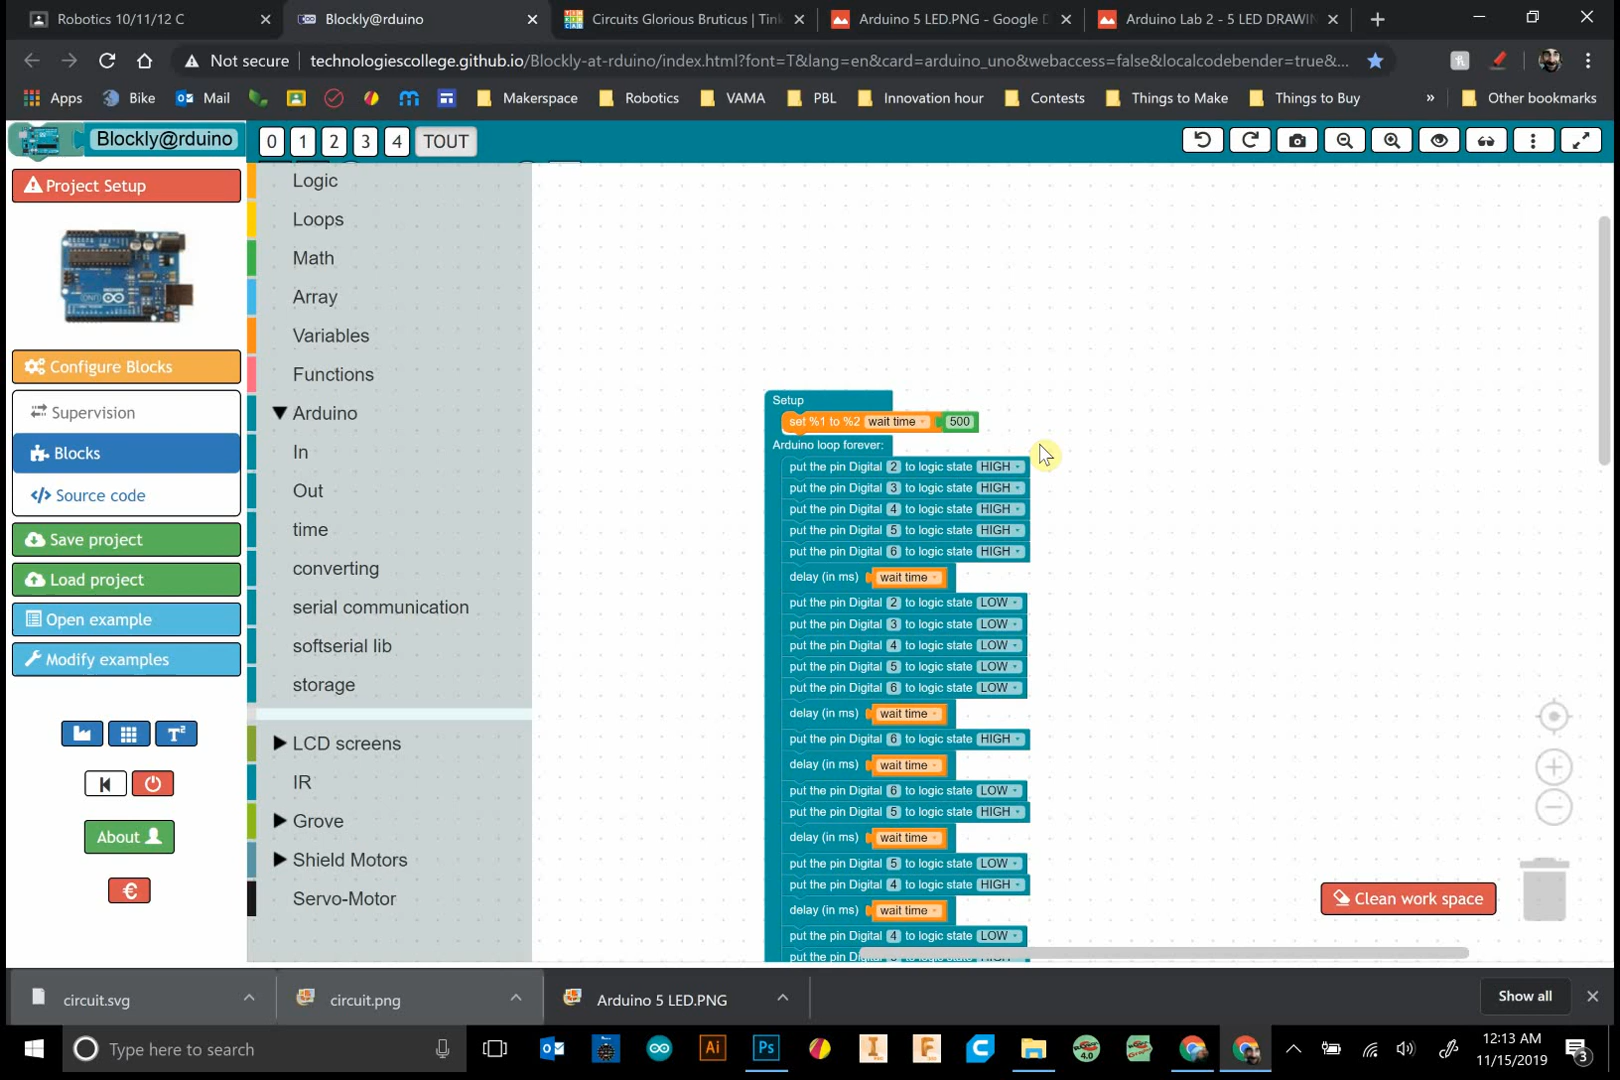 Robotics 10/11/12 C
Blockly@rduino
Circuits Glorious Bruticus | Tink
Arduino 5 LED.PNG - Google D
Arduino Lab 2 - 5 LED DRAWIN
Not secure
technologiescollege.github.io/Blockly-at-rduino/index.html?font=T&lang=en&card=arduino_uno&webaccess=false&localcodebender=true&...
Apps
Bike
Mail
Makerspace
Robotics
VAMA
PBL
Innovation hour
Contests
Things to Make
Things to Buy
»
Other bookmarks
Blockly@rduino
0
1
2
3
4
TOUT
Project Setup
Configure Blocks
Supervision
Blocks
Source code
Save project
Load project
Open example
Modify examples
T²
About
€
Logic
Loops
Math
Array
Variables
Functions
Arduino
In
Out
time
converting
serial communication
softserial lib
storage
LCD screens
IR
Grove
Shield Motors
Servo-Motor
Setup
set %1 to %2 wait time 500
Arduino loop forever:
put the pin Digital 2 to logic state HIGH
put the pin Digital 3 to logic state HIGH
put the pin Digital 4 to logic state HIGH
put the pin Digital 5 to logic state HIGH
put the pin Digital 6 to logic state HIGH
delay (in ms) wait time
put the pin Digital 2 to logic state LOW
put the pin Digital 3 to logic state LOW
put the pin Digital 4 to logic state LOW
put the pin Digital 5 to logic state LOW
put the pin Digital 6 to logic state LOW
delay (in ms) wait time
put the pin Digital 6 to logic state HIGH
delay (in ms) wait time
put the pin Digital 6 to logic state LOW
put the pin Digital 5 to logic state HIGH
delay (in ms) wait time
put the pin Digital 5 to logic state LOW
put the pin Digital 4 to logic state HIGH
delay (in ms) wait time
put the pin Digital 4 to logic state LOW
put the pin Digital
Clean work space
circuit.svg
circuit.png
Arduino 5 LED.PNG
Show all
Type here to search
Ai
Ps
I
F
4.0
12:13 AM
11/15/2019
3